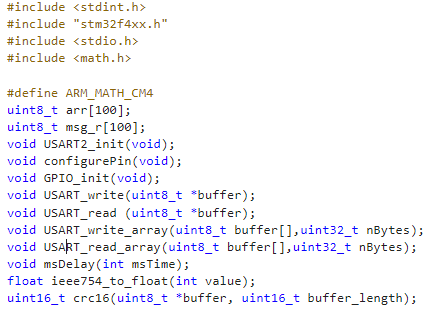 #include <stdint.h>
#include "stm32f4xx.h"
#include <stdio.h>
#include <math.h>
#define ARM_MATH_CM4
uint8_t arr[100];
uint8_t msg_r[100];
void USART2_init(void);
void configurePin(void);
void GPIO_init(void);
void USART_write(uint8_t *buffer);
void USART_read (uint8_t *buffer);
void USART_write_array(uint8_t buffer[],uint32_t nBytes);
void USART_read_array(uint8_t buffer[],uint32_t nBytes);
void msDelay(int msTime);
float ieee754_to_float(int value);
uint16_t crc16(uint8_t *buffer, uint16_t buffer_length);